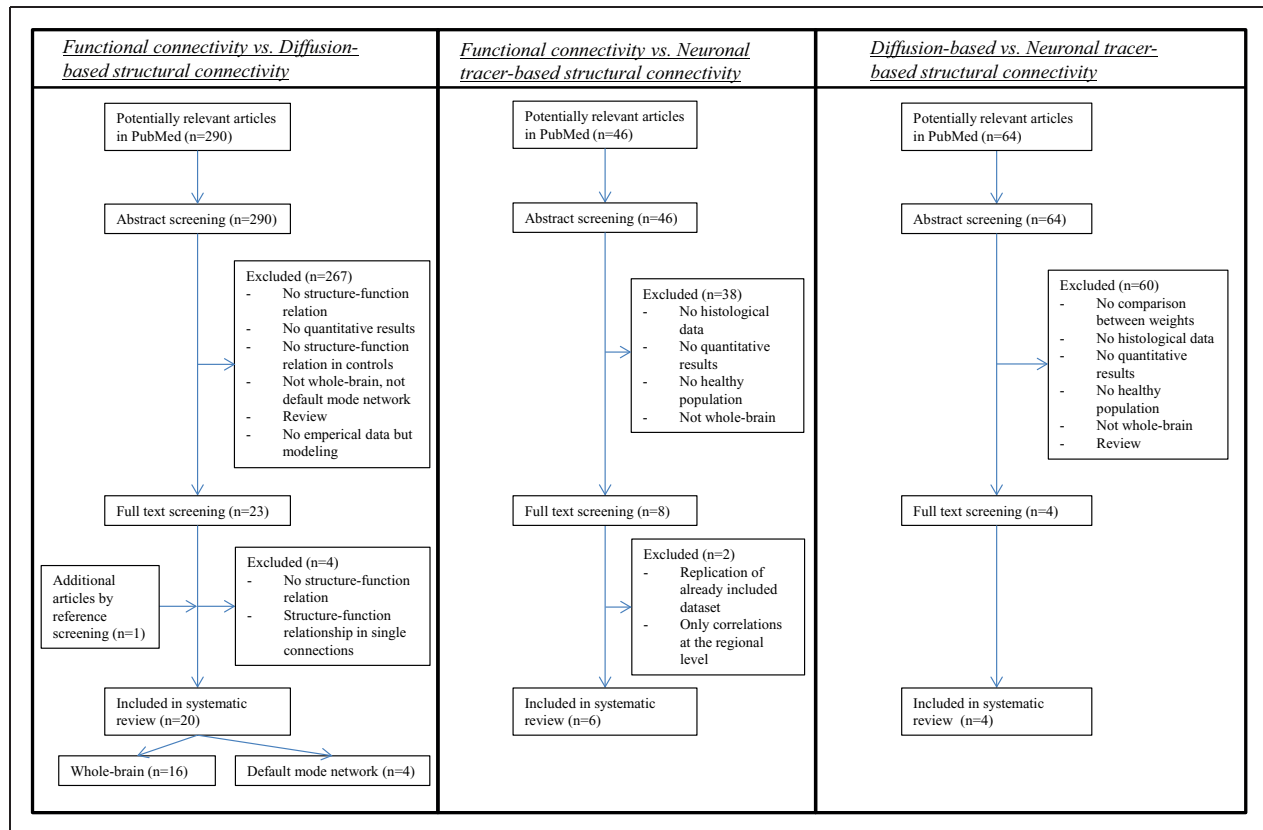 Functional connectivity vs. Diffusion-
based structural connectivity
Potentially relevant articles
in PubMed (n=290)
Abstract screening (n=290)
Excluded (n=267)
- No structure-function
relation
- No quantitative results
- No structure-function
relation in controls
- Not whole-brain, not
default mode network
- Review
- No emperical data but
modeling
Full text screening (n=23)
Additional
articles by
reference
screening (n=1)
Excluded (n=4)
- No structure-function
relation
- Structure-function
relationship in single
connections
Included in systematic
review (n=20)
Whole-brain (n=16)
Default mode network (n=4)
Functional connectivity vs. Neuronal
tracer-based structural connectivity
Potentially relevant articles
in PubMed (n=46)
Abstract screening (n=46)
Excluded (n=38)
- No histological
data
- No quantitative
results
- No healthy
population
- Not whole-brain
Full text screening (n=8)
Excluded (n=2)
- Replication of
already included
dataset
- Only correlations
at the regional
level
Included in systematic
review (n=6)
Diffusion-based vs. Neuronal tracer-
based structural connectivity
Potentially relevant articles
in PubMed (n=64)
Abstract screening (n=64)
Excluded (n=60)
- No comparison
between weights
- No histological data
- No quantitative
results
- No healthy
population
- Not whole-brain
- Review
Full text screening (n=4)
Included in systematic
review (n=4)